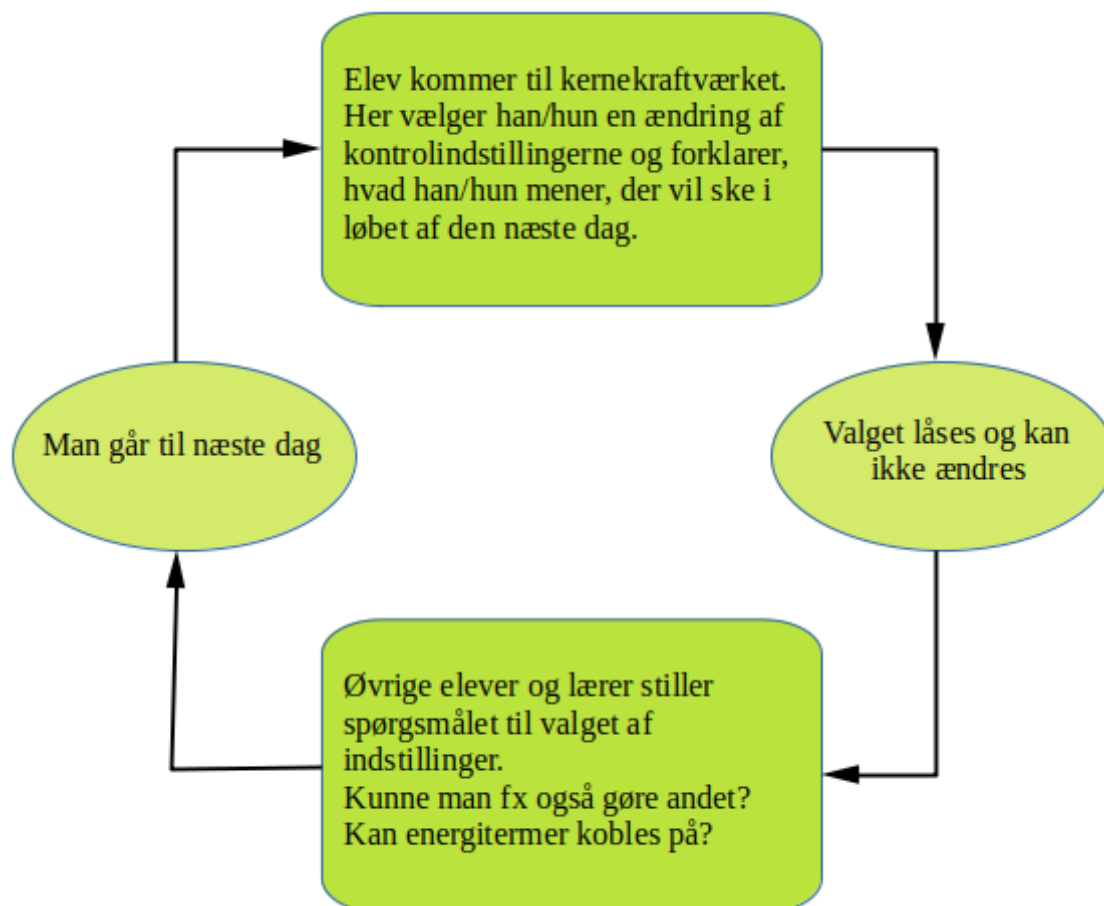 Elev kommer til kernekraftværket.
Her vælger han/hun en ændring af
kontrolindstillingerne og forklarer,
hvad han/hun mener, der vil ske i
løbet af den næste dag.
Valget låses og kan
ikke ændres
Øvrige elever og lærer stiller
spørgsmålet til valget af
indstillinger.
Kunne man fx også gøre andet?
Kan energitermer kobles på?
Man går til næste dag